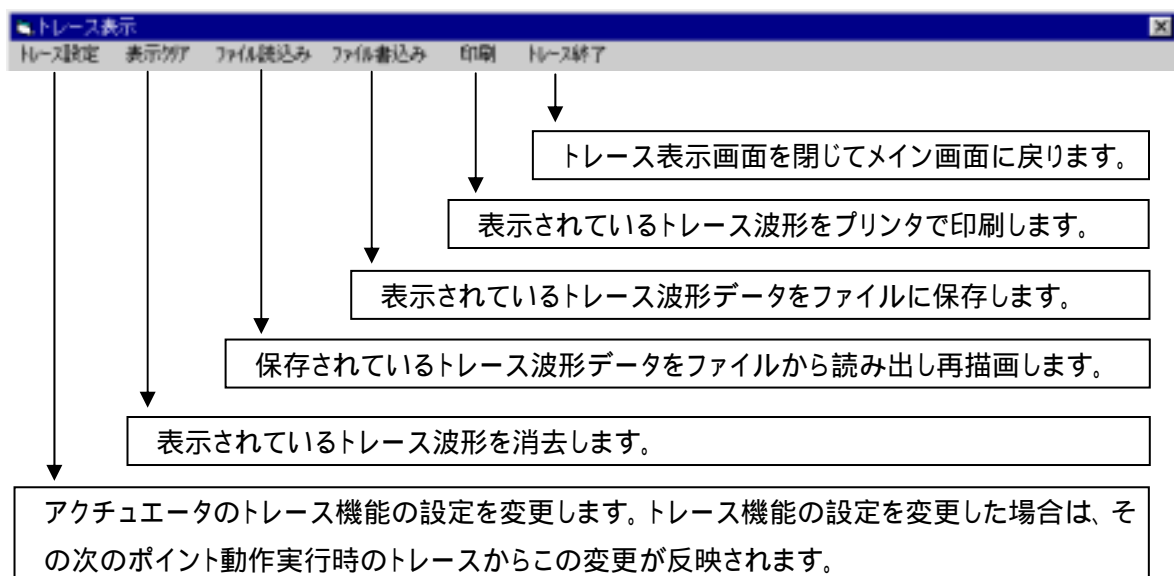 トレース表示
トレース設定 表示クリア ファイル読込み ファイル書込み 印刷 トレース終了
トレース表示画面を閉じてメイン画面に戻ります。
表示されているトレース波形をプリンタで印刷します。
表示されているトレース波形データをファイルに保存します。
保存されているトレース波形データをファイルから読み出し再描画します。
表示されているトレース波形を消去します。
アクチュエータのトレース機能の設定を変更します。トレース機能の設定を変更した場合は、そ
の次のポイント動作実行時のトレースからこの変更が反映されます。